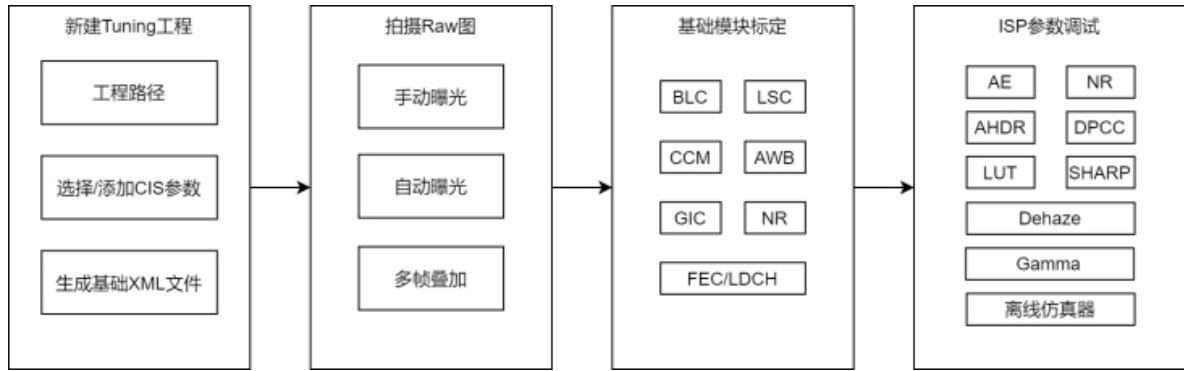 新建Tuning工程
工程路径
选择/添加CIS参数
生成基础XML文件
拍摄Raw图
手动曝光
自动曝光
多帧叠加
基础模块标定
BLC LSC
CCM AWB
GIC NR
FEC/LDCH
ISP参数调试
AE NR
AHDR DPCC
LUT SHARP
Dehaze
Gamma
离线仿真器